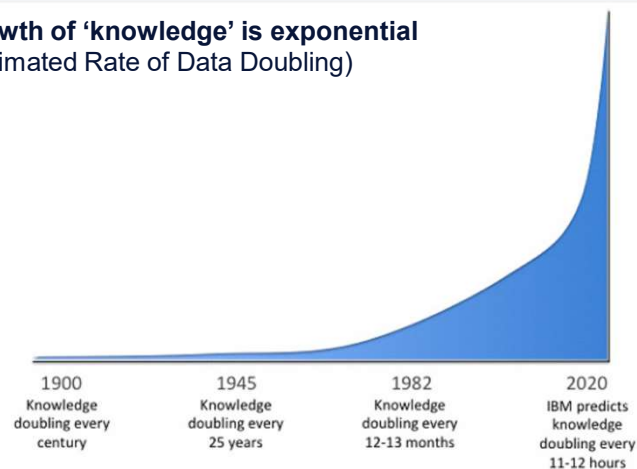 wth of ‘knowledge’ is exponential
imated Rate of Data Doubling)
1900
Knowledge
doubling every
century
1945
Knowledge
doubling every
25 years
1982
Knowledge
doubling every
12-13 months
2020
IBM predicts
knowledge
doubling every
11-12 hours